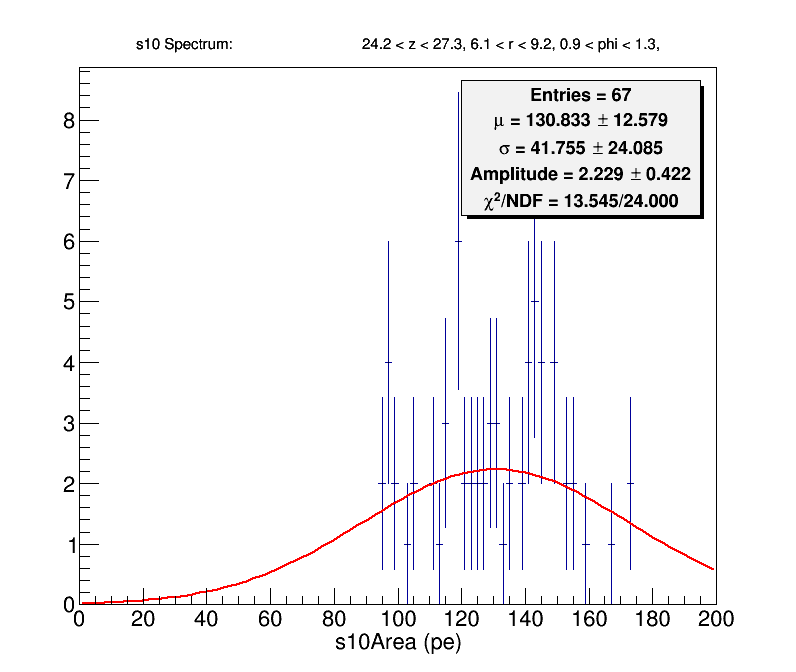 s10 Spectrum: 24.2 < z < 27.3, 6.1 < r < 9.2, 0.9 < phi < 1.3,
Entries = 67
μ = 130.833 ± 12.579
σ = 41.755 ± 24.085
Amplitude = 2.229 ± 0.422
χ²/NDF = 13.545/24.000
8
7
6
5
4
3
2
1
0
0 20 40 60 80 100 120 140 160 180 200
s10Area (pe)